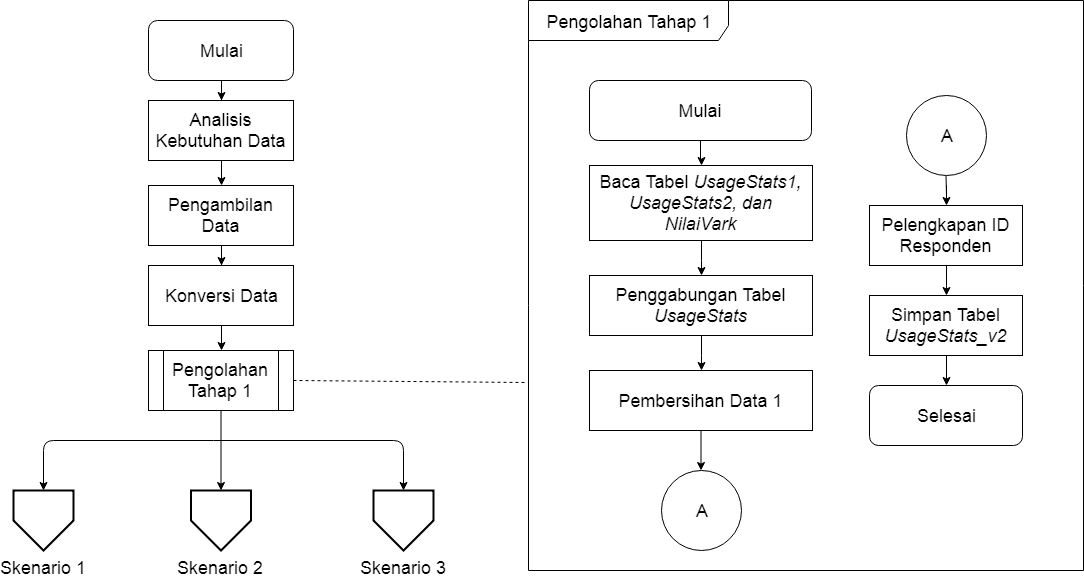 Mulai
Analisis
Kebutuhan Data
Pengambilan
Data
Konversi Data
Pengolahan
Tahap 1
Skenario 1
Skenario 2
Skenario 3
Pengolahan Tahap 1
Mulai
Baca Tabel UsageStats1,
UsageStats2, dan
NilaiVark
Penggabungan Tabel
UsageStats
Pembersihan Data 1
A
A
Pelengkapan ID
Responden
Simpan Tabel
UsageStats_v2
Selesai